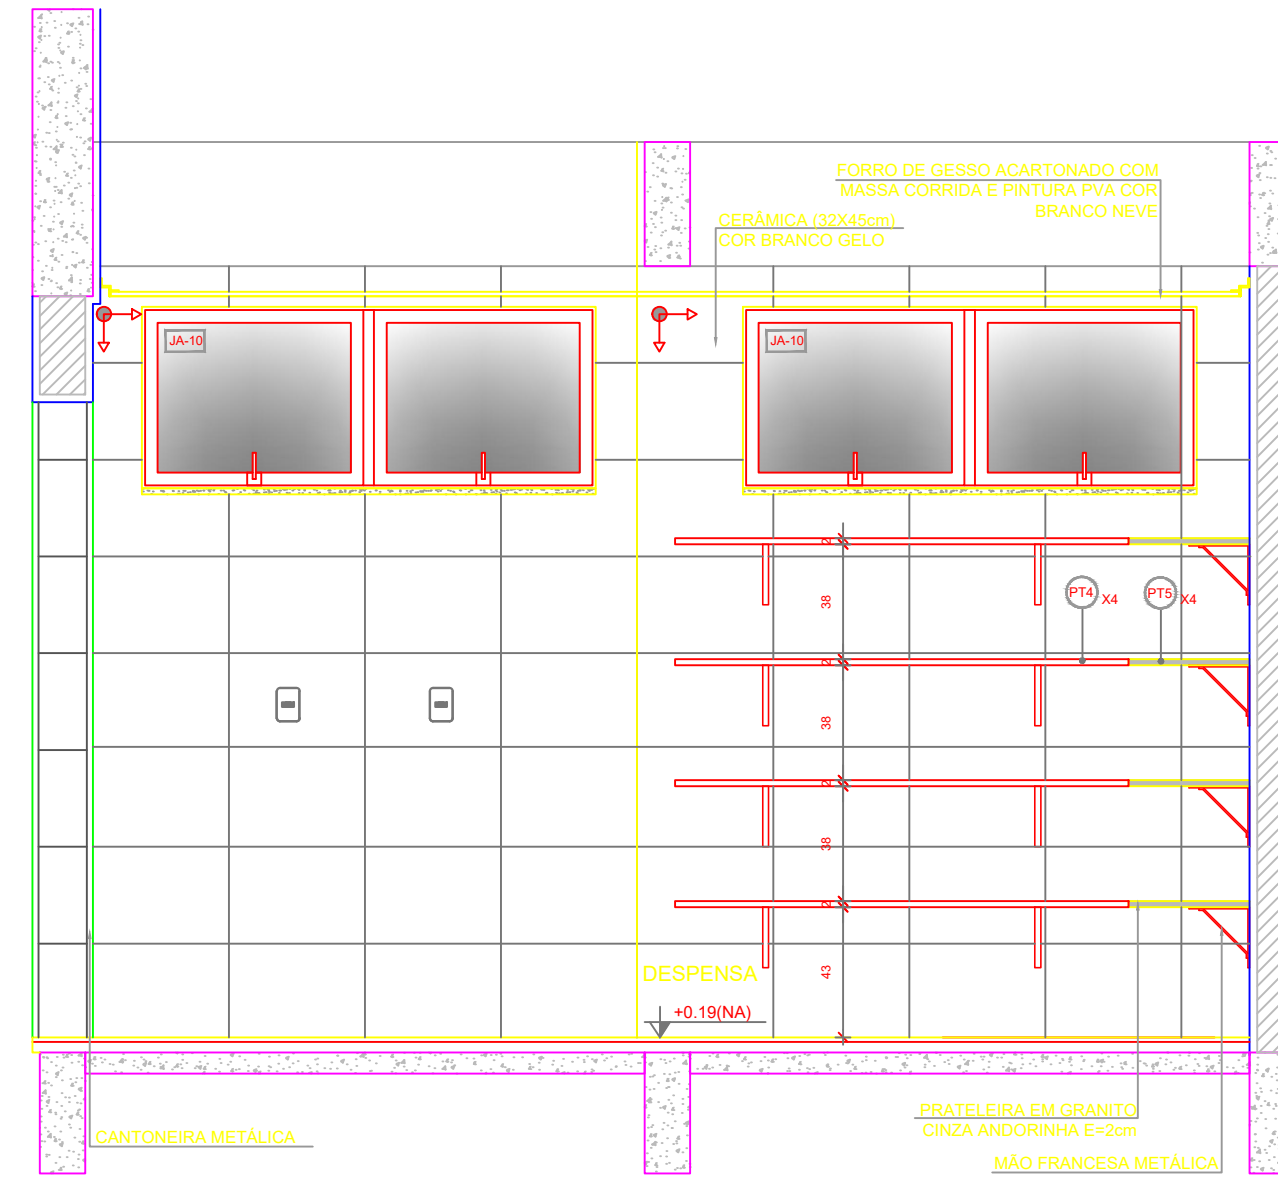 FORRO DE GESSO ACARTONADO COM
MASSA CORRIDA E PINTURA PVA COR
BRANCO NEVE
CERÂMICA (32X45cm)
COR BRANCO GELO
JA-10
JA-10
2
38
PT4 X4
PT5 X4
2
38
2
38
2
43
DESPENSA
+0.19(NA)
PRATELEIRA EM GRANITO
CINZA ANDORINHA E=2cm
CANTONEIRA METÁLICA
MÃO FRANCESA METÁLICA